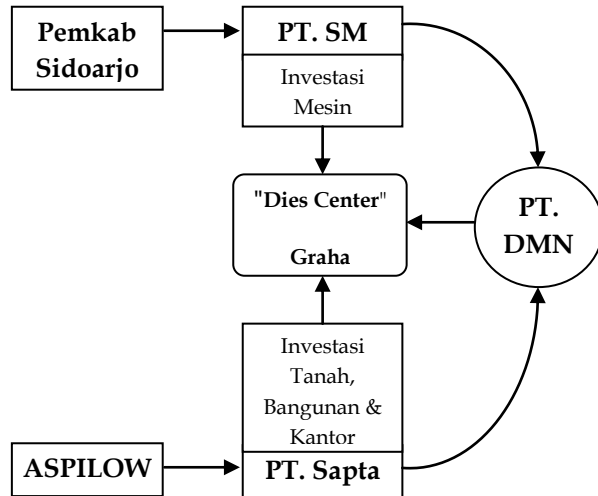 Pemkab
Sidoarjo
PT. SM
Investasi
Mesin
"Dies Center"
Graha
PT.
DMN
Investasi
Tanah,
Bangunan &
Kantor
ASPILOW
PT. Sapta